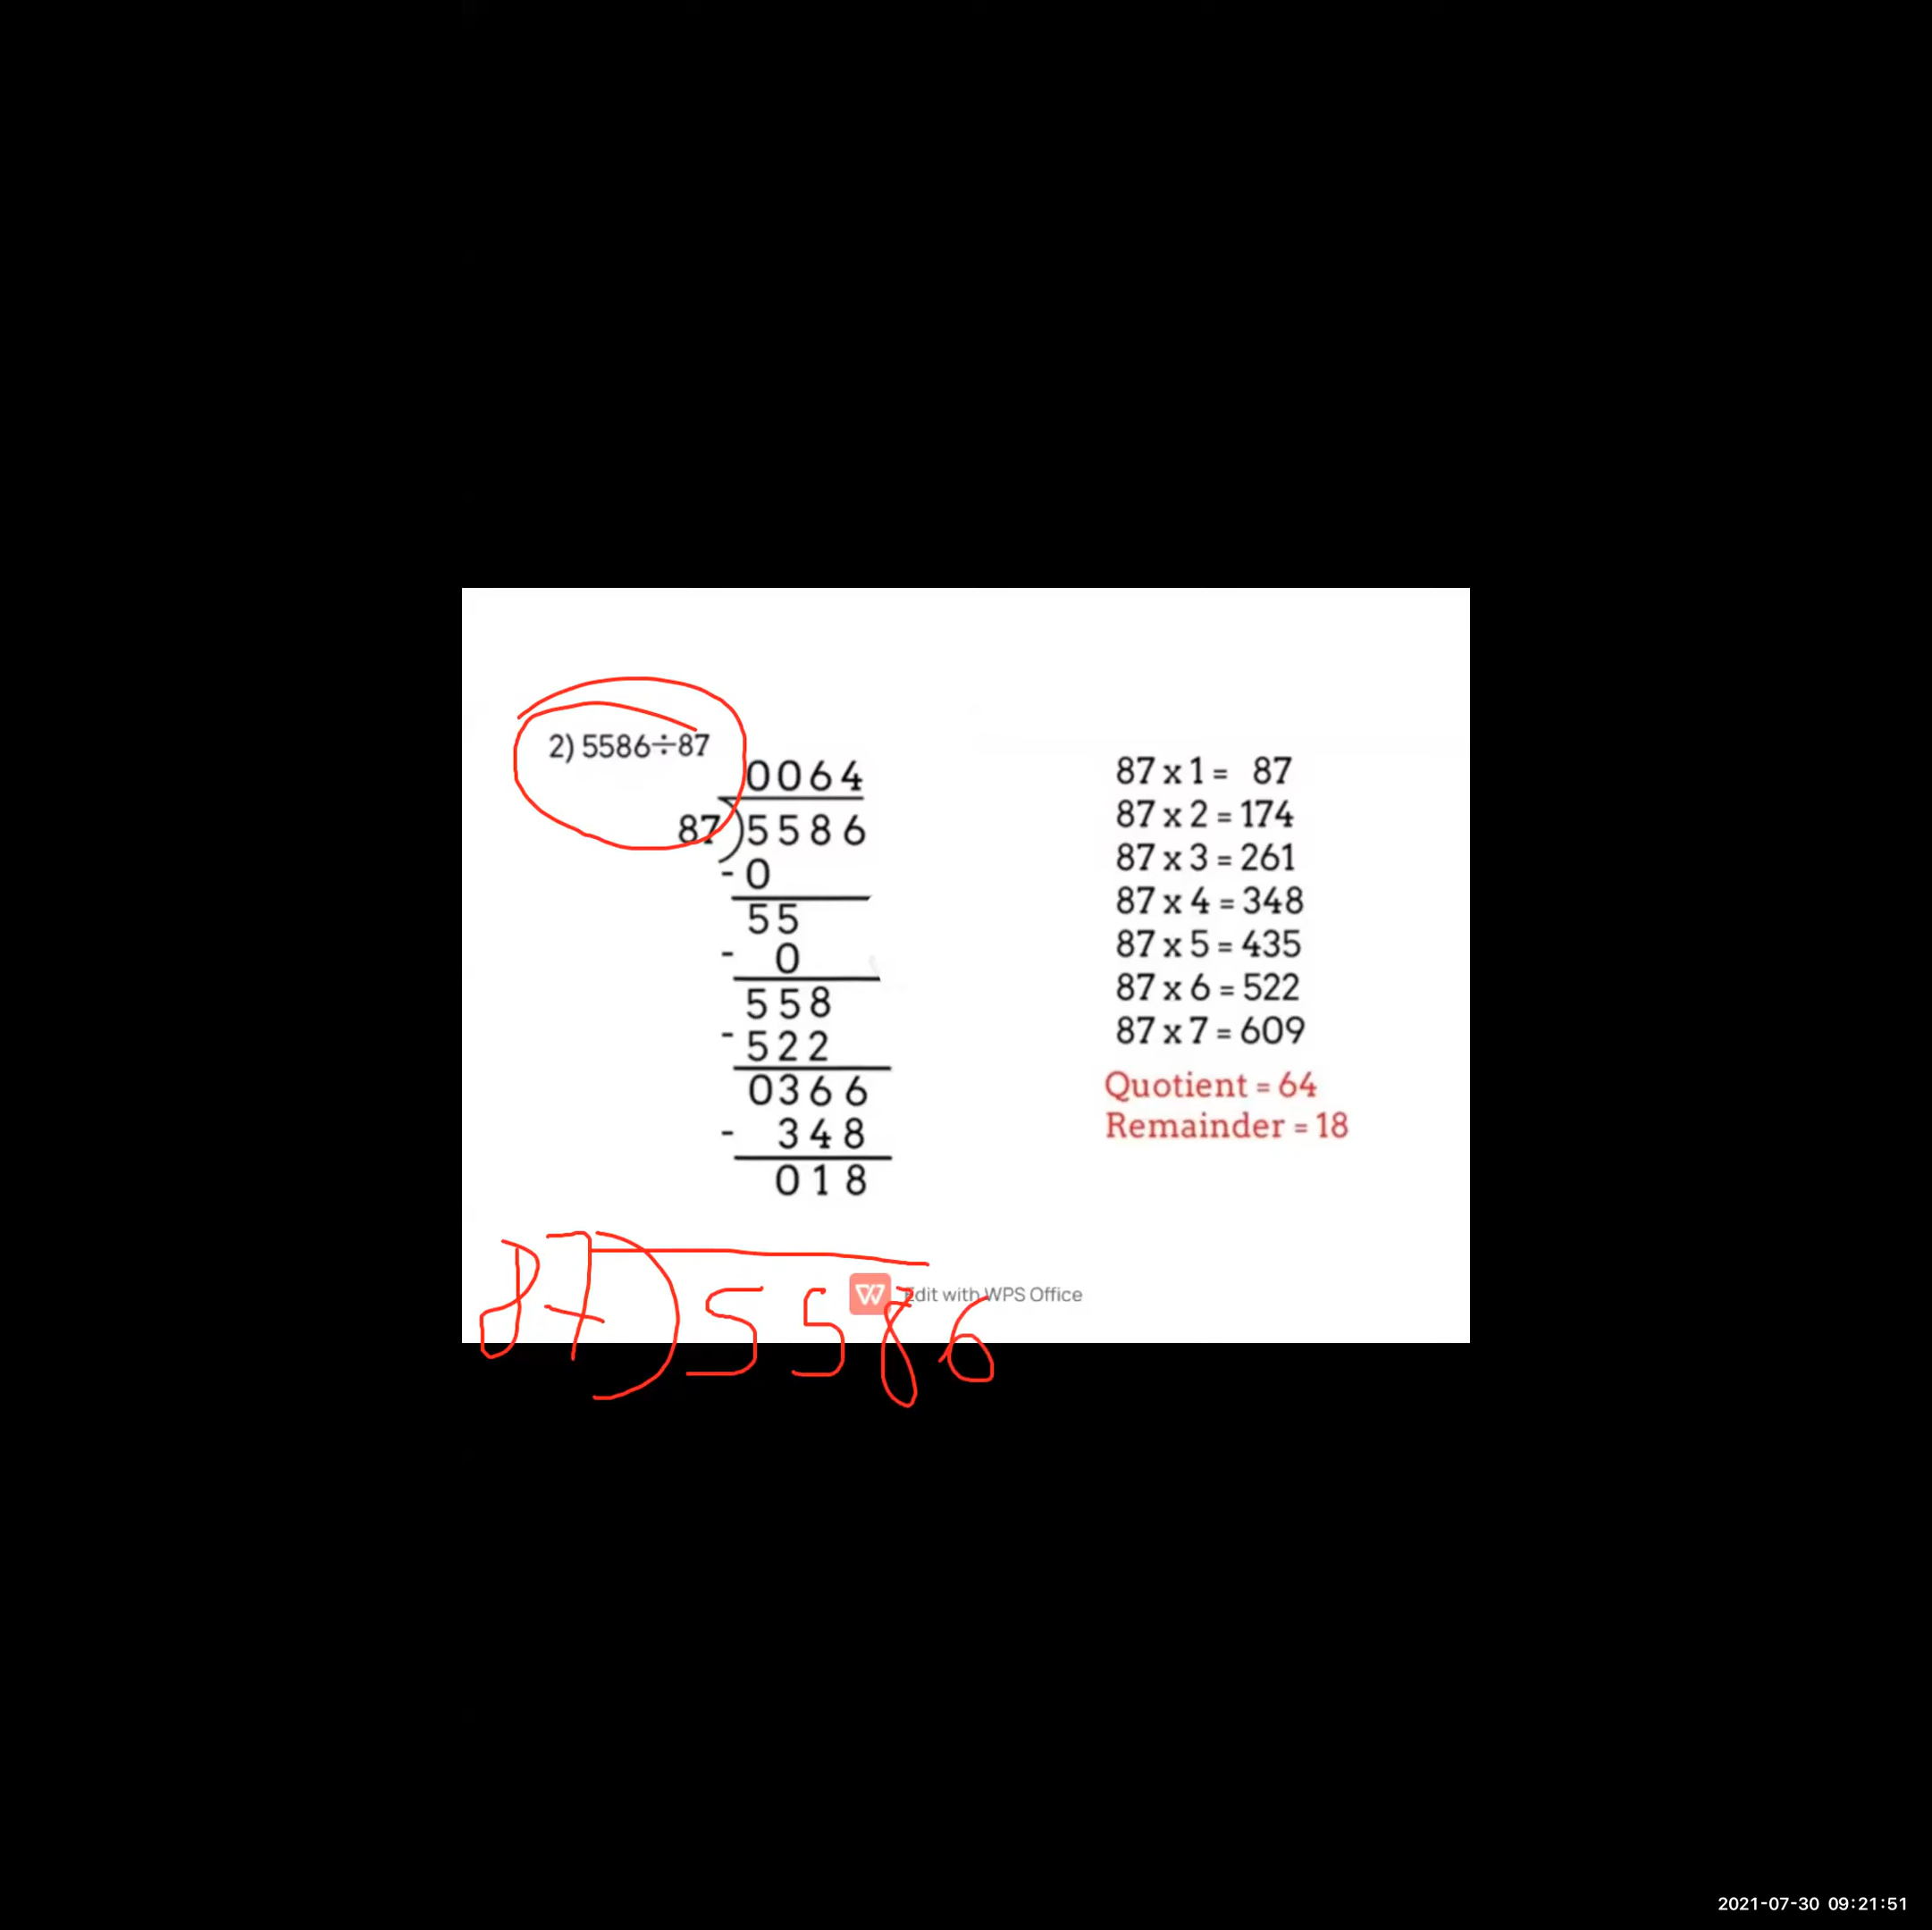 2) 5586÷87
0064
87)5586
-0
55
- 0
558
-522
0366
- 348
018
87 x 1 = 87
87 x 2 = 174
87 x 3 = 261
87 x 4 = 348
87 x 5 = 435
87 x 6 = 522
87 x 7 = 609
Quotient = 64
Remainder = 18
87)5586
Edit with WPS Office
2021-07-30 09:21:51